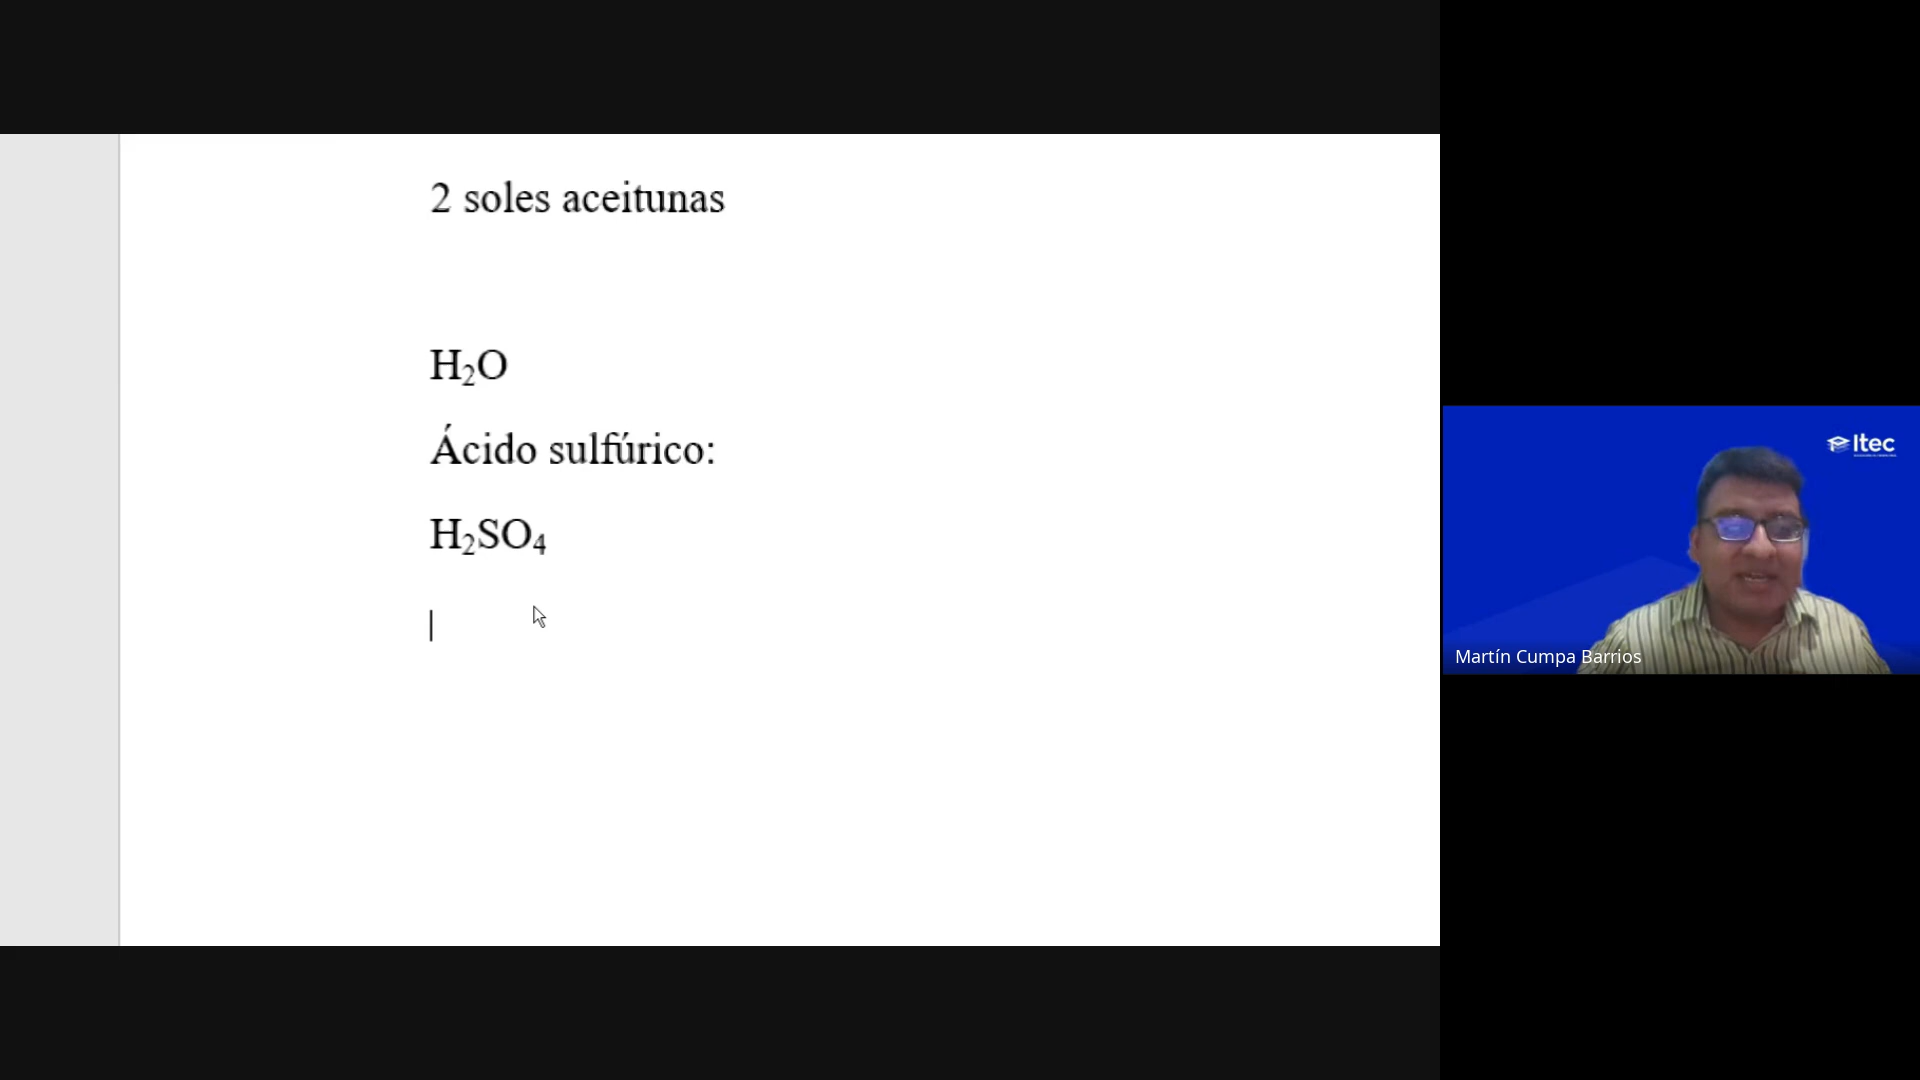 2 soles aceitunas
H₂O
Ácido sulfúrico:
H₂SO₄
Itec
Martín Cumpa Barrios